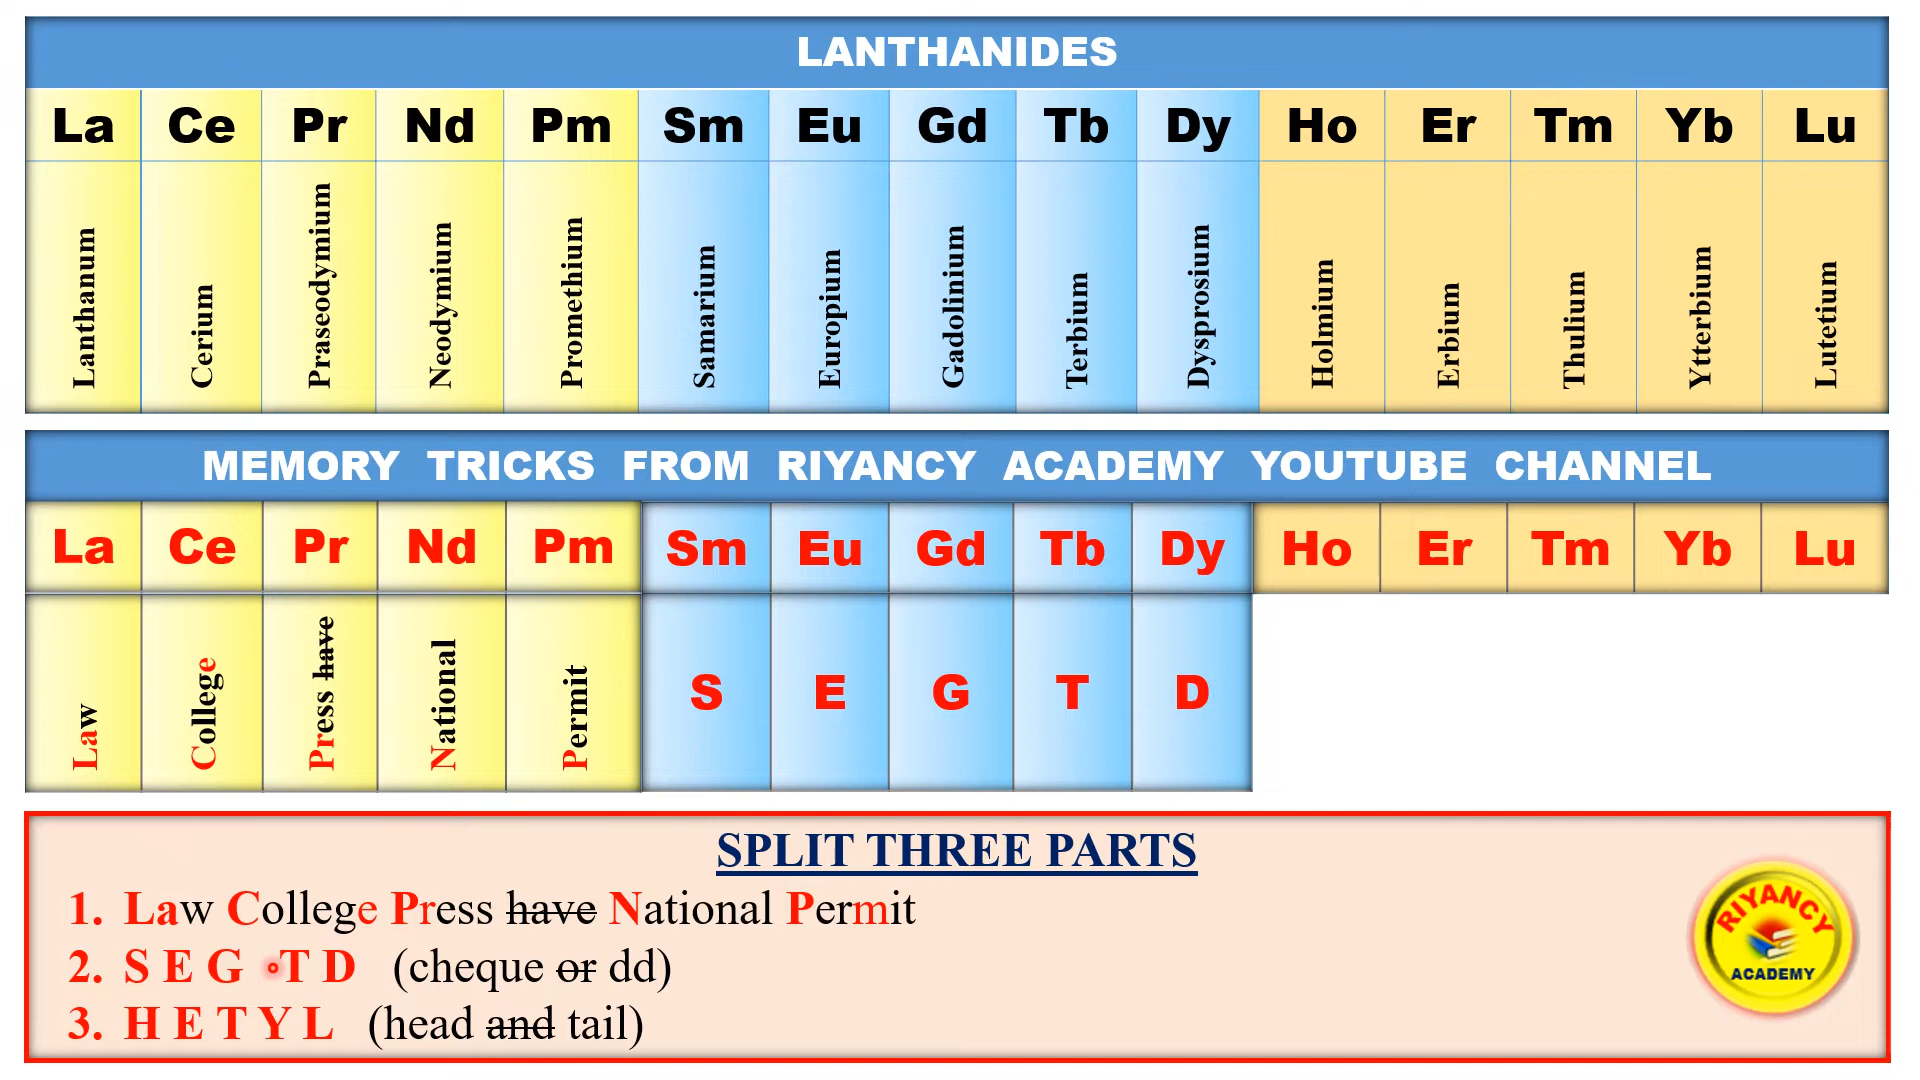 LANTHANIDES
La Ce Pr Nd Pm Sm Eu Gd Tb Dy Ho Er Tm Yb Lu
Lanthanum Cerium Praseodymium Neodymium Promethium Samarium Europium Gadolinium Terbium Dysprosium Holmium Erbium Thulium Ytterbium Lutetium
MEMORY TRICKS FROM RIYANCY ACADEMY YOUTUBE CHANNEL
La Ce Pr Nd Pm Sm Eu Gd Tb Dy Ho Er Tm Yb Lu
Law College Press have National Permit S E G T D
SPLIT THREE PARTS
1. Law College Press have National Permit
2. S E G T D (cheque or dd)
3. H E T Y L (head and tail)
RIYANCY
ACADEMY